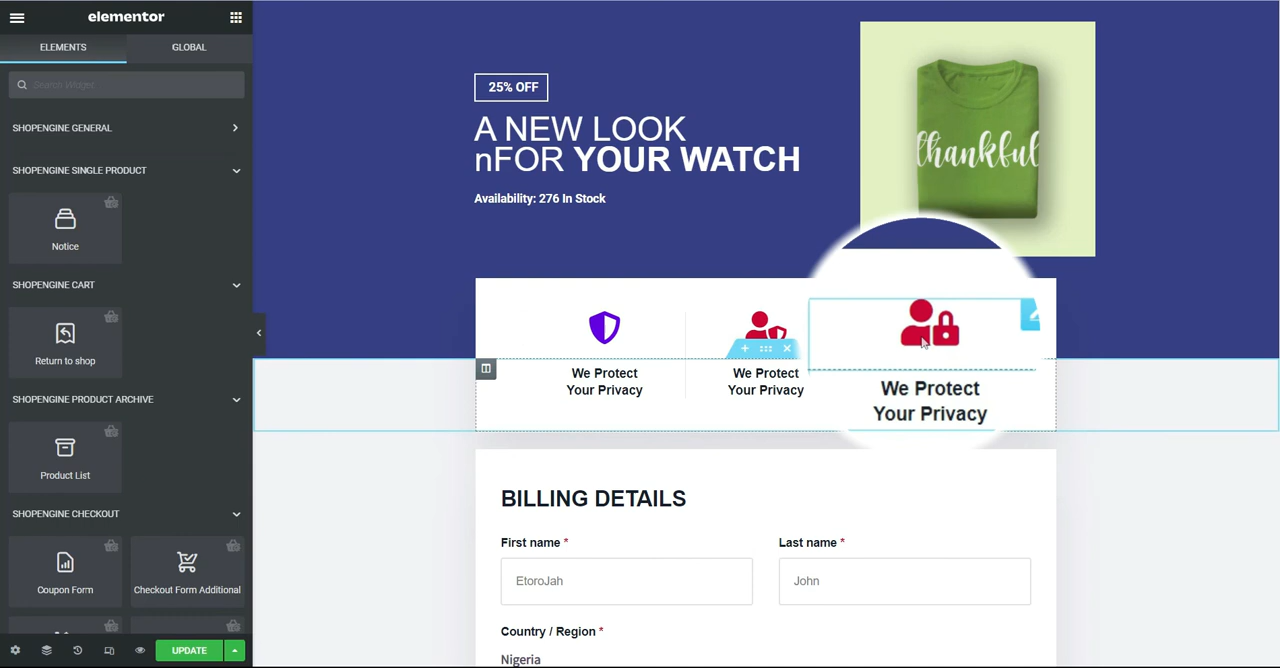 elementor
ELEMENTS
GLOBAL
Search Widget
SHOPENGINE GENERAL
SHOPENGINE SINGLE PRODUCT
Notice
SHOPENGINE CART
Return to shop
SHOPENGINE PRODUCT ARCHIVE
Product List
SHOPENGINE CHECKOUT
Coupon Form
Checkout Form Additional
UPDATE
25% OFF
A NEW LOOK
nFOR YOUR WATCH
Availability: 276 In Stock
thankful
We Protect
Your Privacy
We Protect
Your Privacy
We Protect
Your Privacy
BILLING DETAILS
First name *
Last name *
EtoroJah
John
Country / Region *
Nigeria